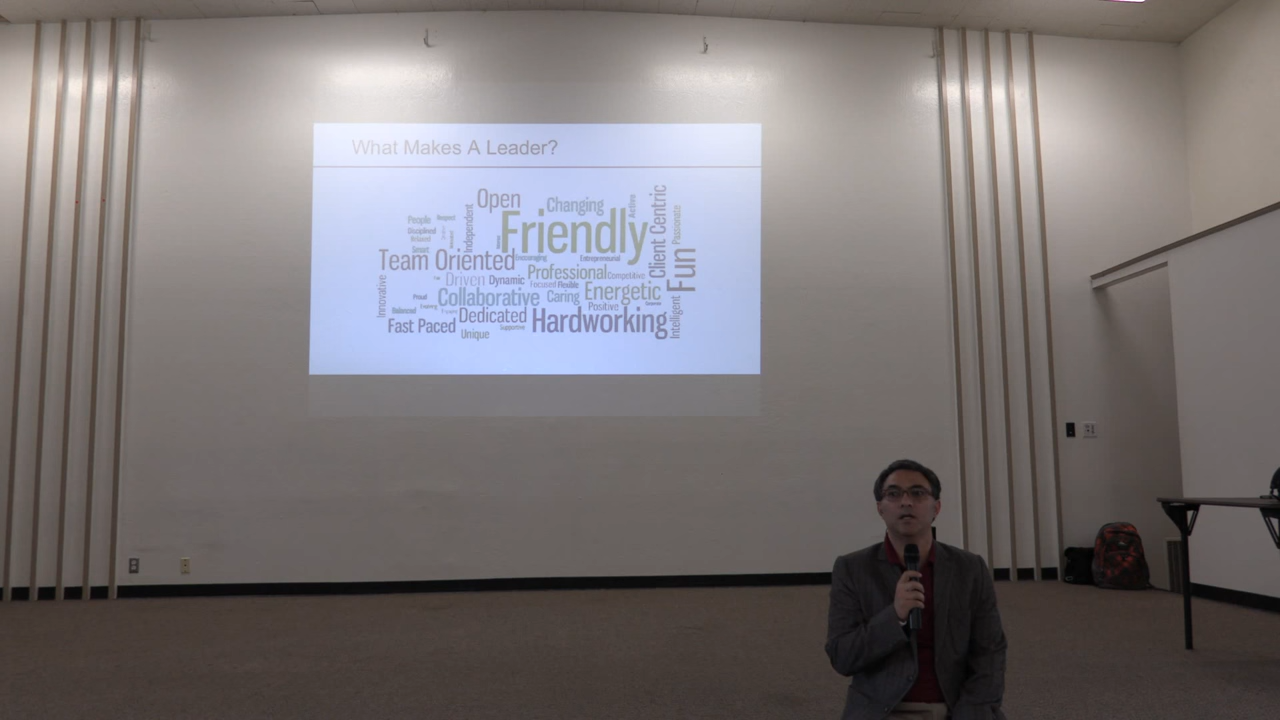 What Makes A Leader?
Open
Changing
Active
Client Centric
Passionate
People
Respect
Independent
Friendly
Disciplined
Relaxed
Smart
Team Oriented
Encouraging
Entrepreneurial
Fun
Professional
Competitive
Innovative
Driven
Dynamic
Focused
Flexible
Energetic
Proud
Collaborative
Caring
Positive
Intelligent
Balanced
Dedicated
Hardworking
Fast Paced
Supportive
Unique